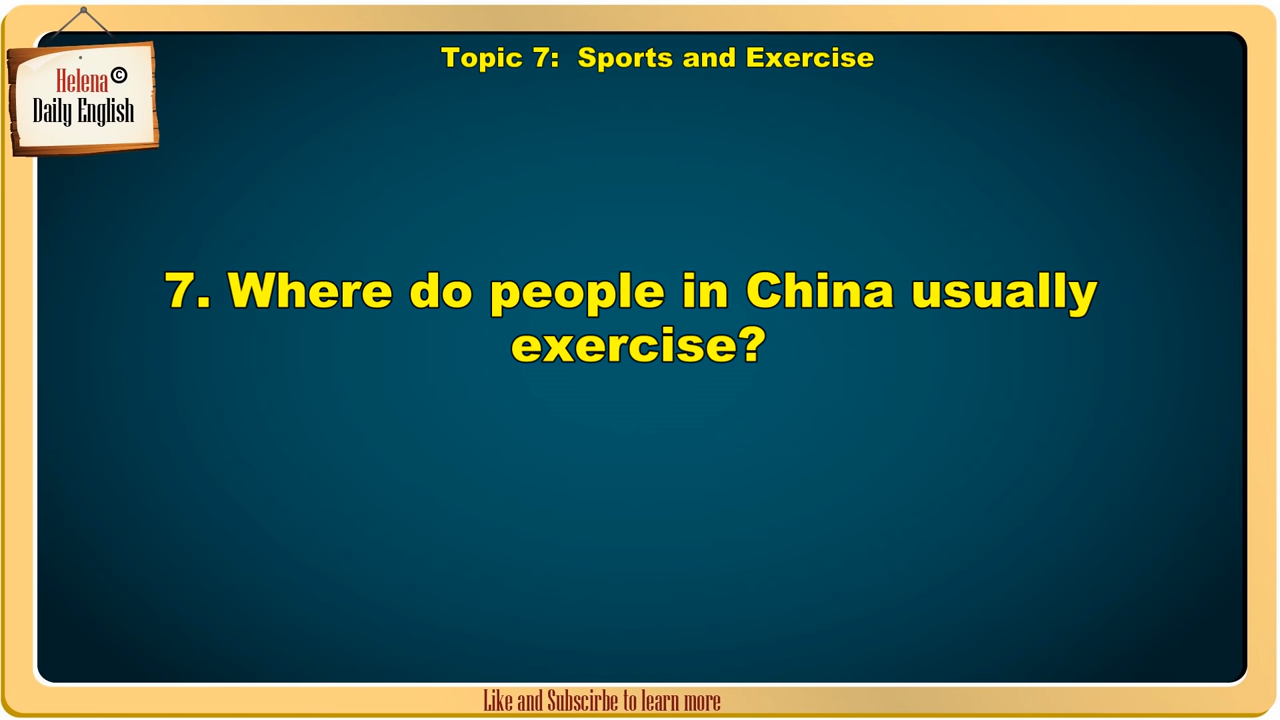 Topic 7:  Sports and Exercise
Helena ©
Daily English
7. Where do people in China usually
exercise?
Like and Subscirbe to learn more